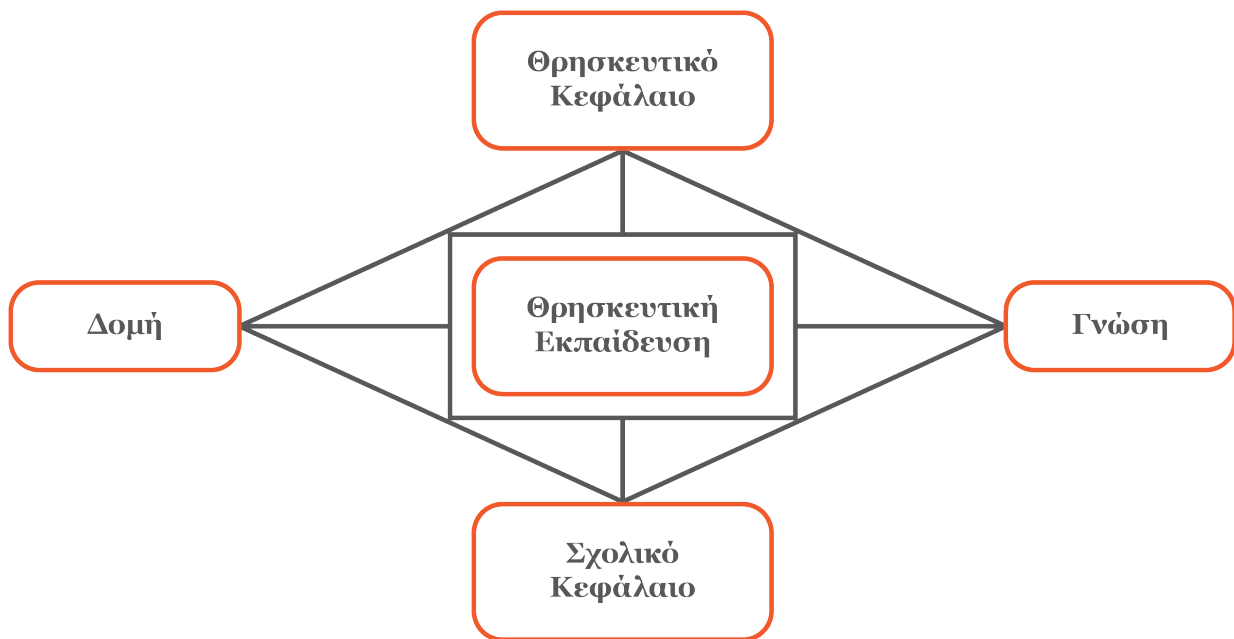 Θρησκευτικό
Κεφάλαιο
Δομή
Θρησκευτική
Εκπαίδευση
Γνώση
Σχολικό
Κεφάλαιο